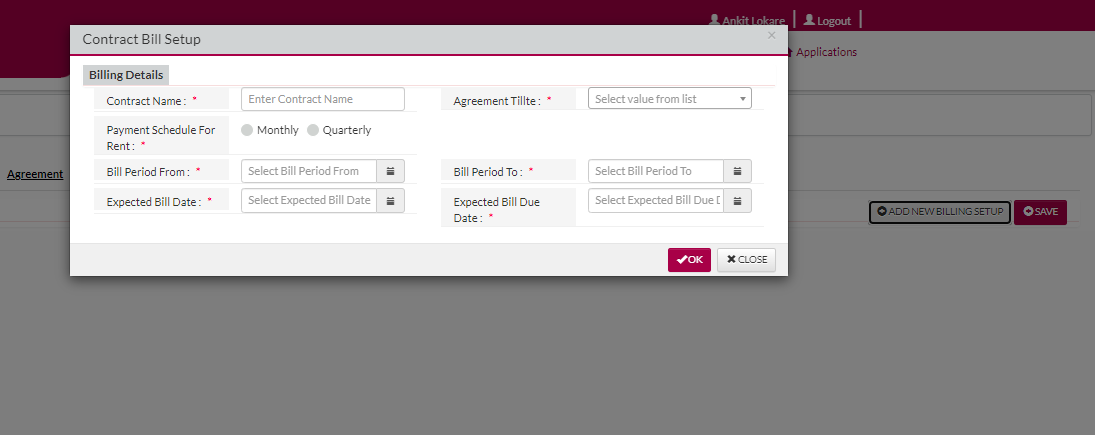 Ankit Lokare | Logout |
Contract Bill Setup ×
Applications
Billing Details
Contract Name : * Enter Contract Name Agreement Tillte : * Select value from list
Payment Schedule For Monthly Quarterly
Rent : *
Bill Period From : * Select Bill Period From Bill Period To : * Select Bill Period To
Agreement
Expected Bill Date : * Select Expected Bill Date Expected Bill Due Select Expected Bill Due D
Date : *
ADD NEW BILLING SETUP SAVE
OK CLOSE